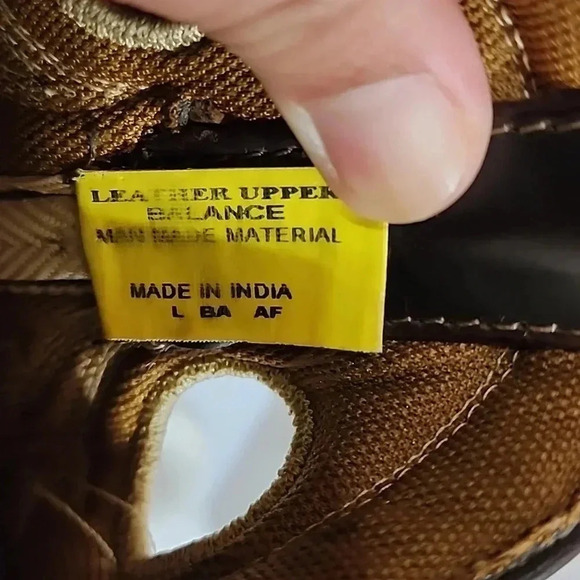 LEATHER UPPER
BALANCE
MAN MADE MATERIAL
MADE IN INDIA
L BA AF